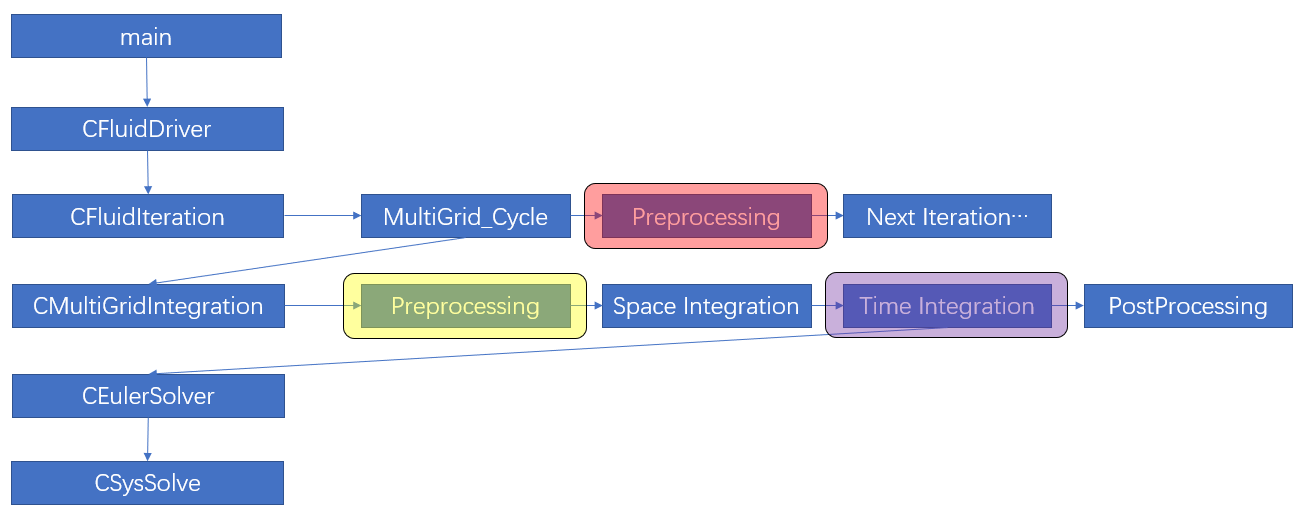 main
CFluidDriver
CFluidIteration
MultiGrid_Cycle
Preprocessing
Next Iteration…
CMultiGridIntegration
Preprocessing
Space Integration
Time Integration
PostProcessing
CEulerSolver
CSysSolve